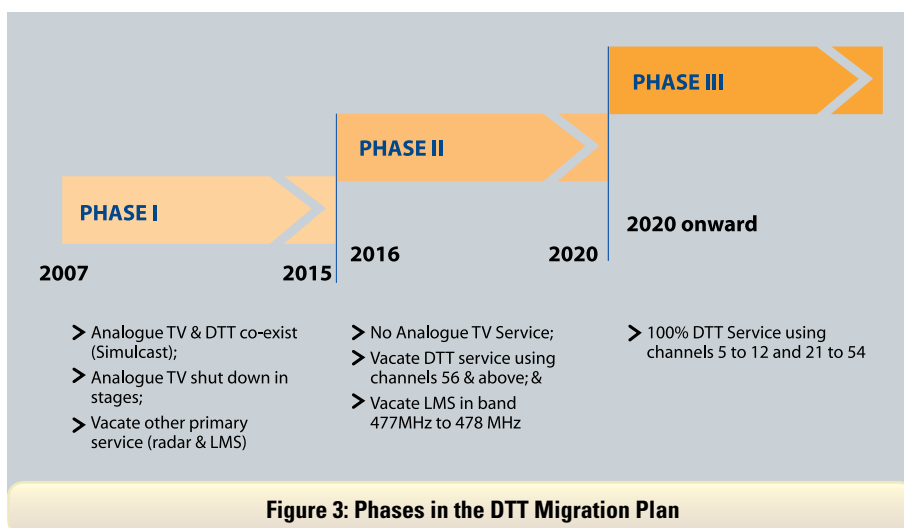 PHASE I
2007
2015
> Analogue TV & DTT co-exist
(Simulcast);
> Analogue TV shut down in
stages;
> Vacate other primary
service (radar & LMS)
PHASE II
2016
2020
> No Analogue TV Service;
> Vacate DTT service using
channels 56 & above; &
> Vacate LMS in band
477MHz to 478 MHz
PHASE III
2020 onward
> 100% DTT Service using
channels 5 to 12 and 21 to 54
Figure 3: Phases in the DTT Migration Plan